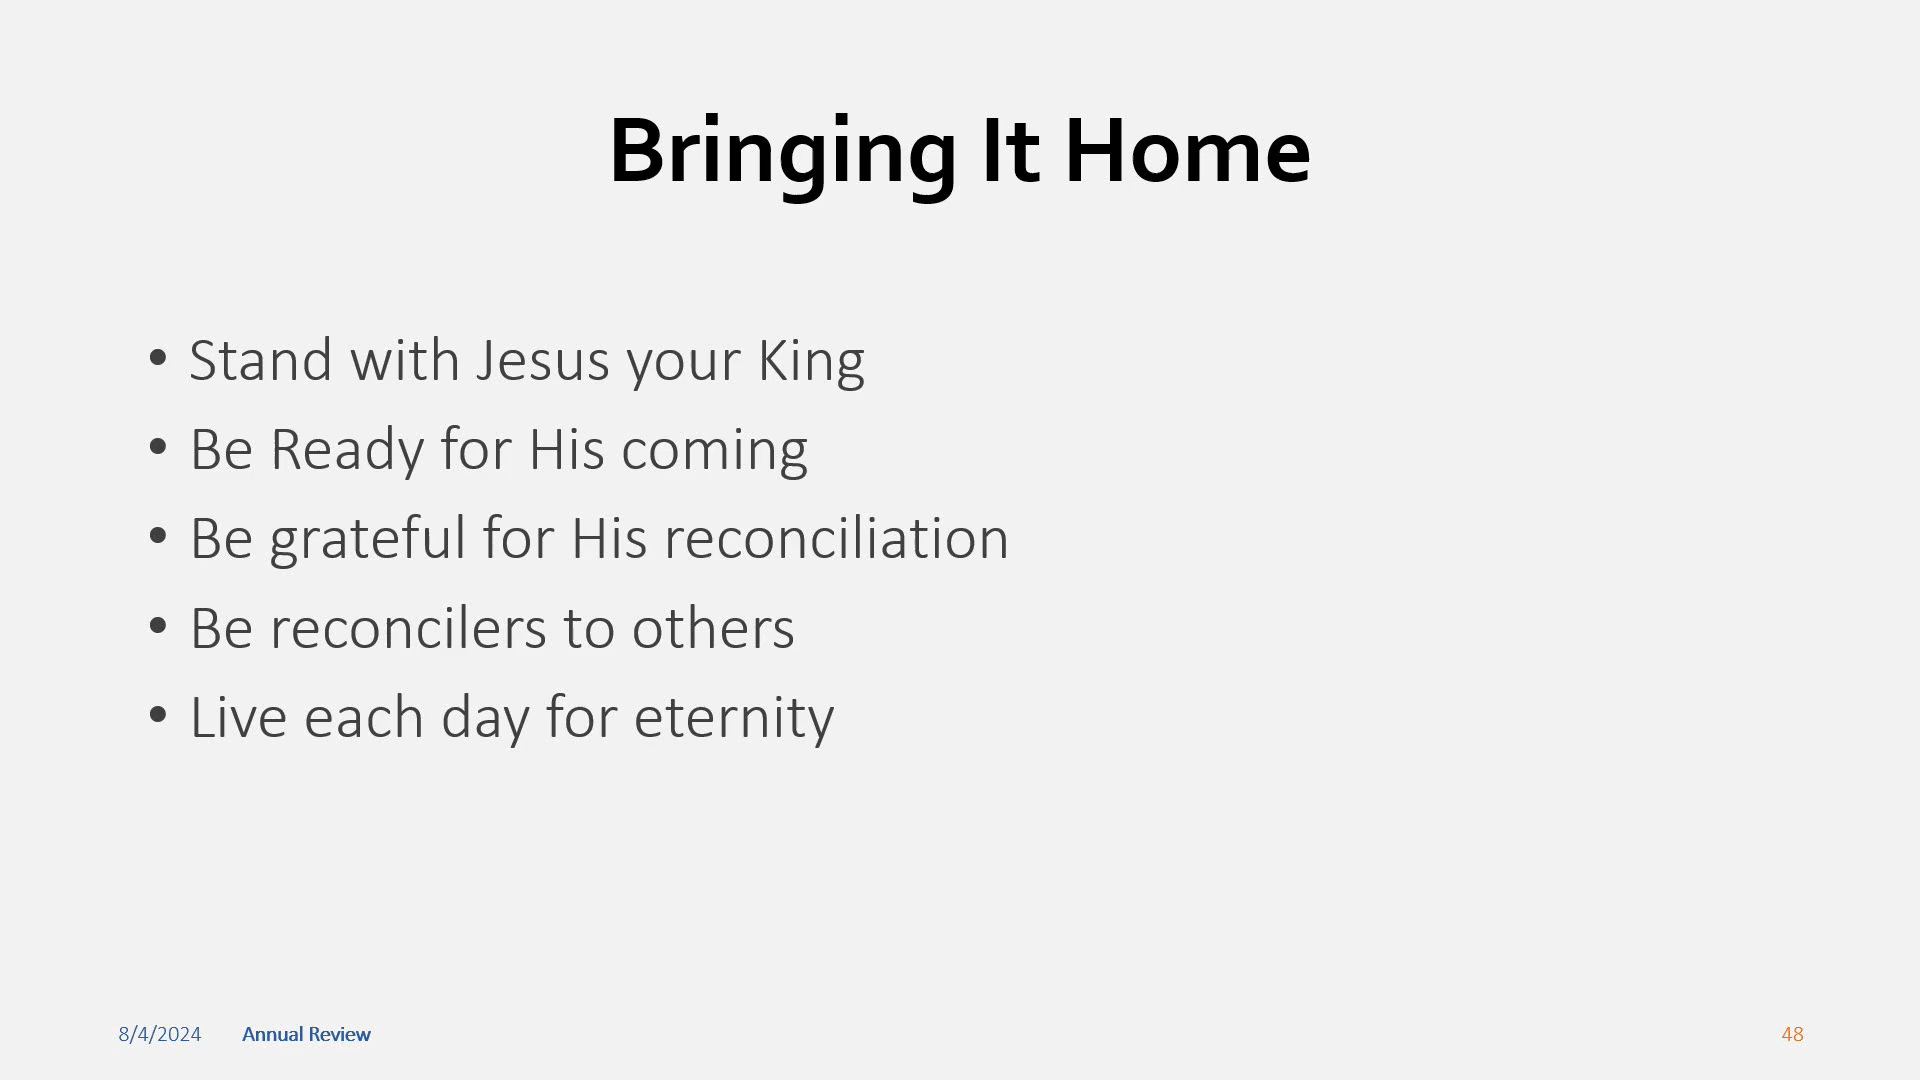 Bringing It Home
• Stand with Jesus your King
• Be Ready for His coming
• Be grateful for His reconciliation
• Be reconcilers to others
• Live each day for eternity
8/4/2024 Annual Review 48